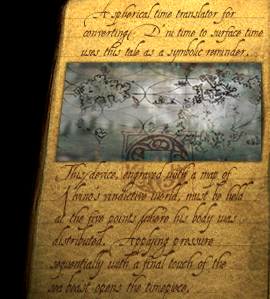 A spherical time translator for
converting D'ni time to surface time
uses this tale as a symbolic reminder.
This device, engraved with a map of
vindictive world, must be held
at the five points where his body was
distributed. Applying pressure
sequentially with a final touch of the
sea beast opens the timepiece.